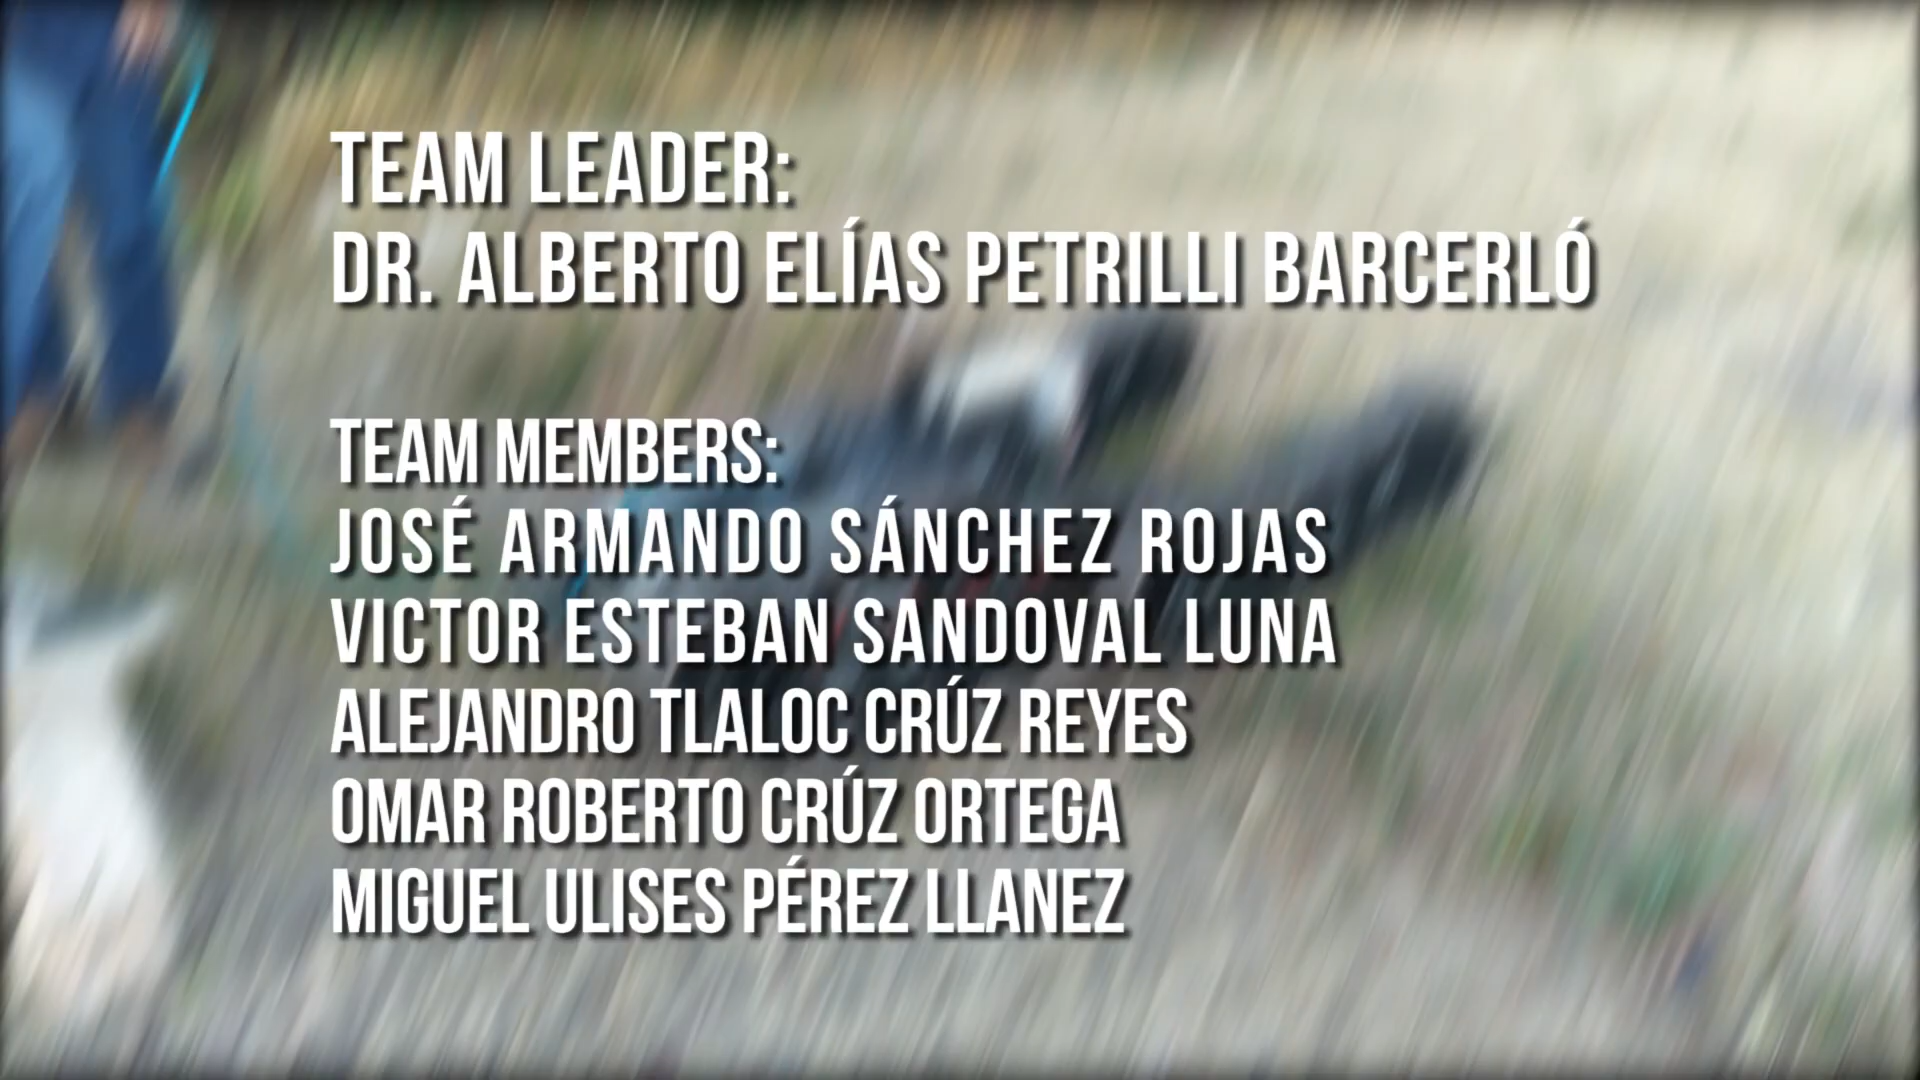 TEAM LEADER:
DR. ALBERTO ELÍAS PETRILLI BARCERLÓ
TEAM MEMBERS:
JOSÉ ARMANDO SÁNCHEZ ROJAS
VICTOR ESTEBAN SANDOVAL LUNA
ALEJANDRO TLALOC CRÚZ REYES
OMAR ROBERTO CRÚZ ORTEGA
MIGUEL ULISES PÉREZ LLANEZ